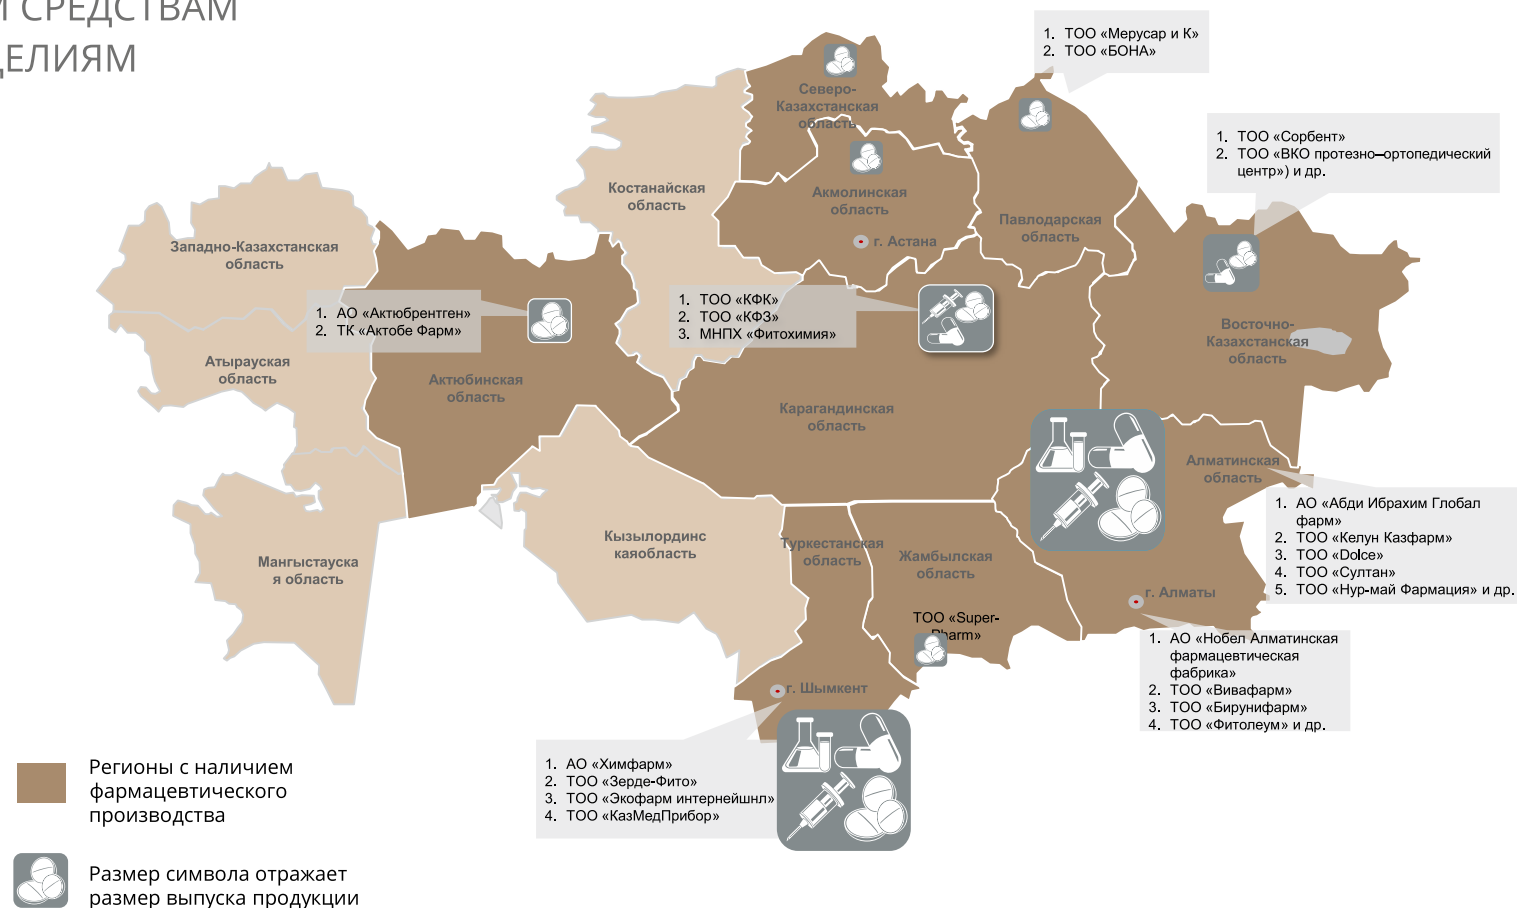 И СРЕДСТВАМ
ДЕЛИЯМ
1. ТОО «Мерусар и К»
2. ТОО «БОНА»
Северо-
Казахстанская
область
1. ТОО «Сорбент»
2. ТОО «ВКО протезно–ортопедический
центр») и др.
Костанайская
область
Акмолинская
область
Павлодарская
область
г. Астана
Западно-Казахстанская
область
1. АО «Актюбрентген»
2. ТК «Актобе Фарм»
1. ТОО «КФК»
2. ТОО «КФЗ»
3. МНПХ «Фитохимия»
Восточно-
Казахстанская
область
Атырауская
область
Актюбинская
область
Карагандинская
область
Алматинская
область
1. АО «Абди Ибрахим Глобал
фарм»
2. ТОО «Келун Казфарм»
3. ТОО «Dolce»
4. ТОО «Султан»
5. ТОО «Нур-май Фармация» и др.
Мангыстауска
я область
Кызылординс
каяобласть
Туркестанская
область
Жамбылская
область
г. Алматы
ТОО «Super-
Pharm»
1. АО «Нобел Алматинская
фармацевтическая
фабрика»
2. ТОО «Вивафарм»
3. ТОО «Бирунифарм»
4. ТОО «Фитолеум» и др.
г. Шымкент
1. АО «Химфарм»
2. ТОО «Зерде-Фито»
3. ТОО «Экофарм интернейшнл»
4. ТОО «КазМедПрибор»
Регионы с наличием
фармацевтического
производства
Размер символа отражает
размер выпуска продукции